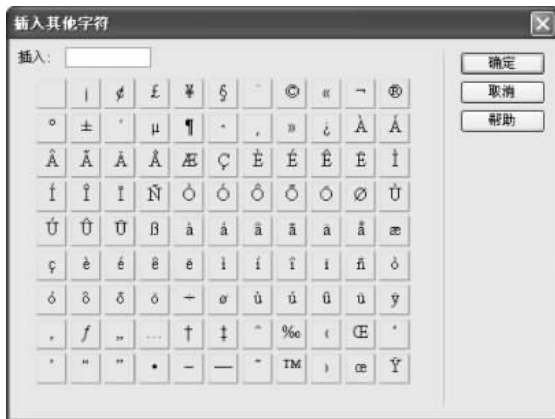 插入其他字符
插入:
确定
取消
帮助
¡ ¢ £ ¥ § ¨ © « ¬ ®
° ± ´ µ ¶ · ¸ » ¿ À Á
Â Ã Ä Å Æ Ç È É Ê Ë Ì
Í Î Ï Ñ Ò Ó Ô Õ Ö Ø Ù
Ú Û Ü ß à á â ã ä å æ
ç è é ê ë ì í î ï ñ ò
ó ô õ ö ÷ ø ù ú û ü ÿ
‚ ƒ „ … † ‡ ˆ ‰ ‹ Œ ‘
’ “ ” • – — ˜ ™ › œ Ÿ